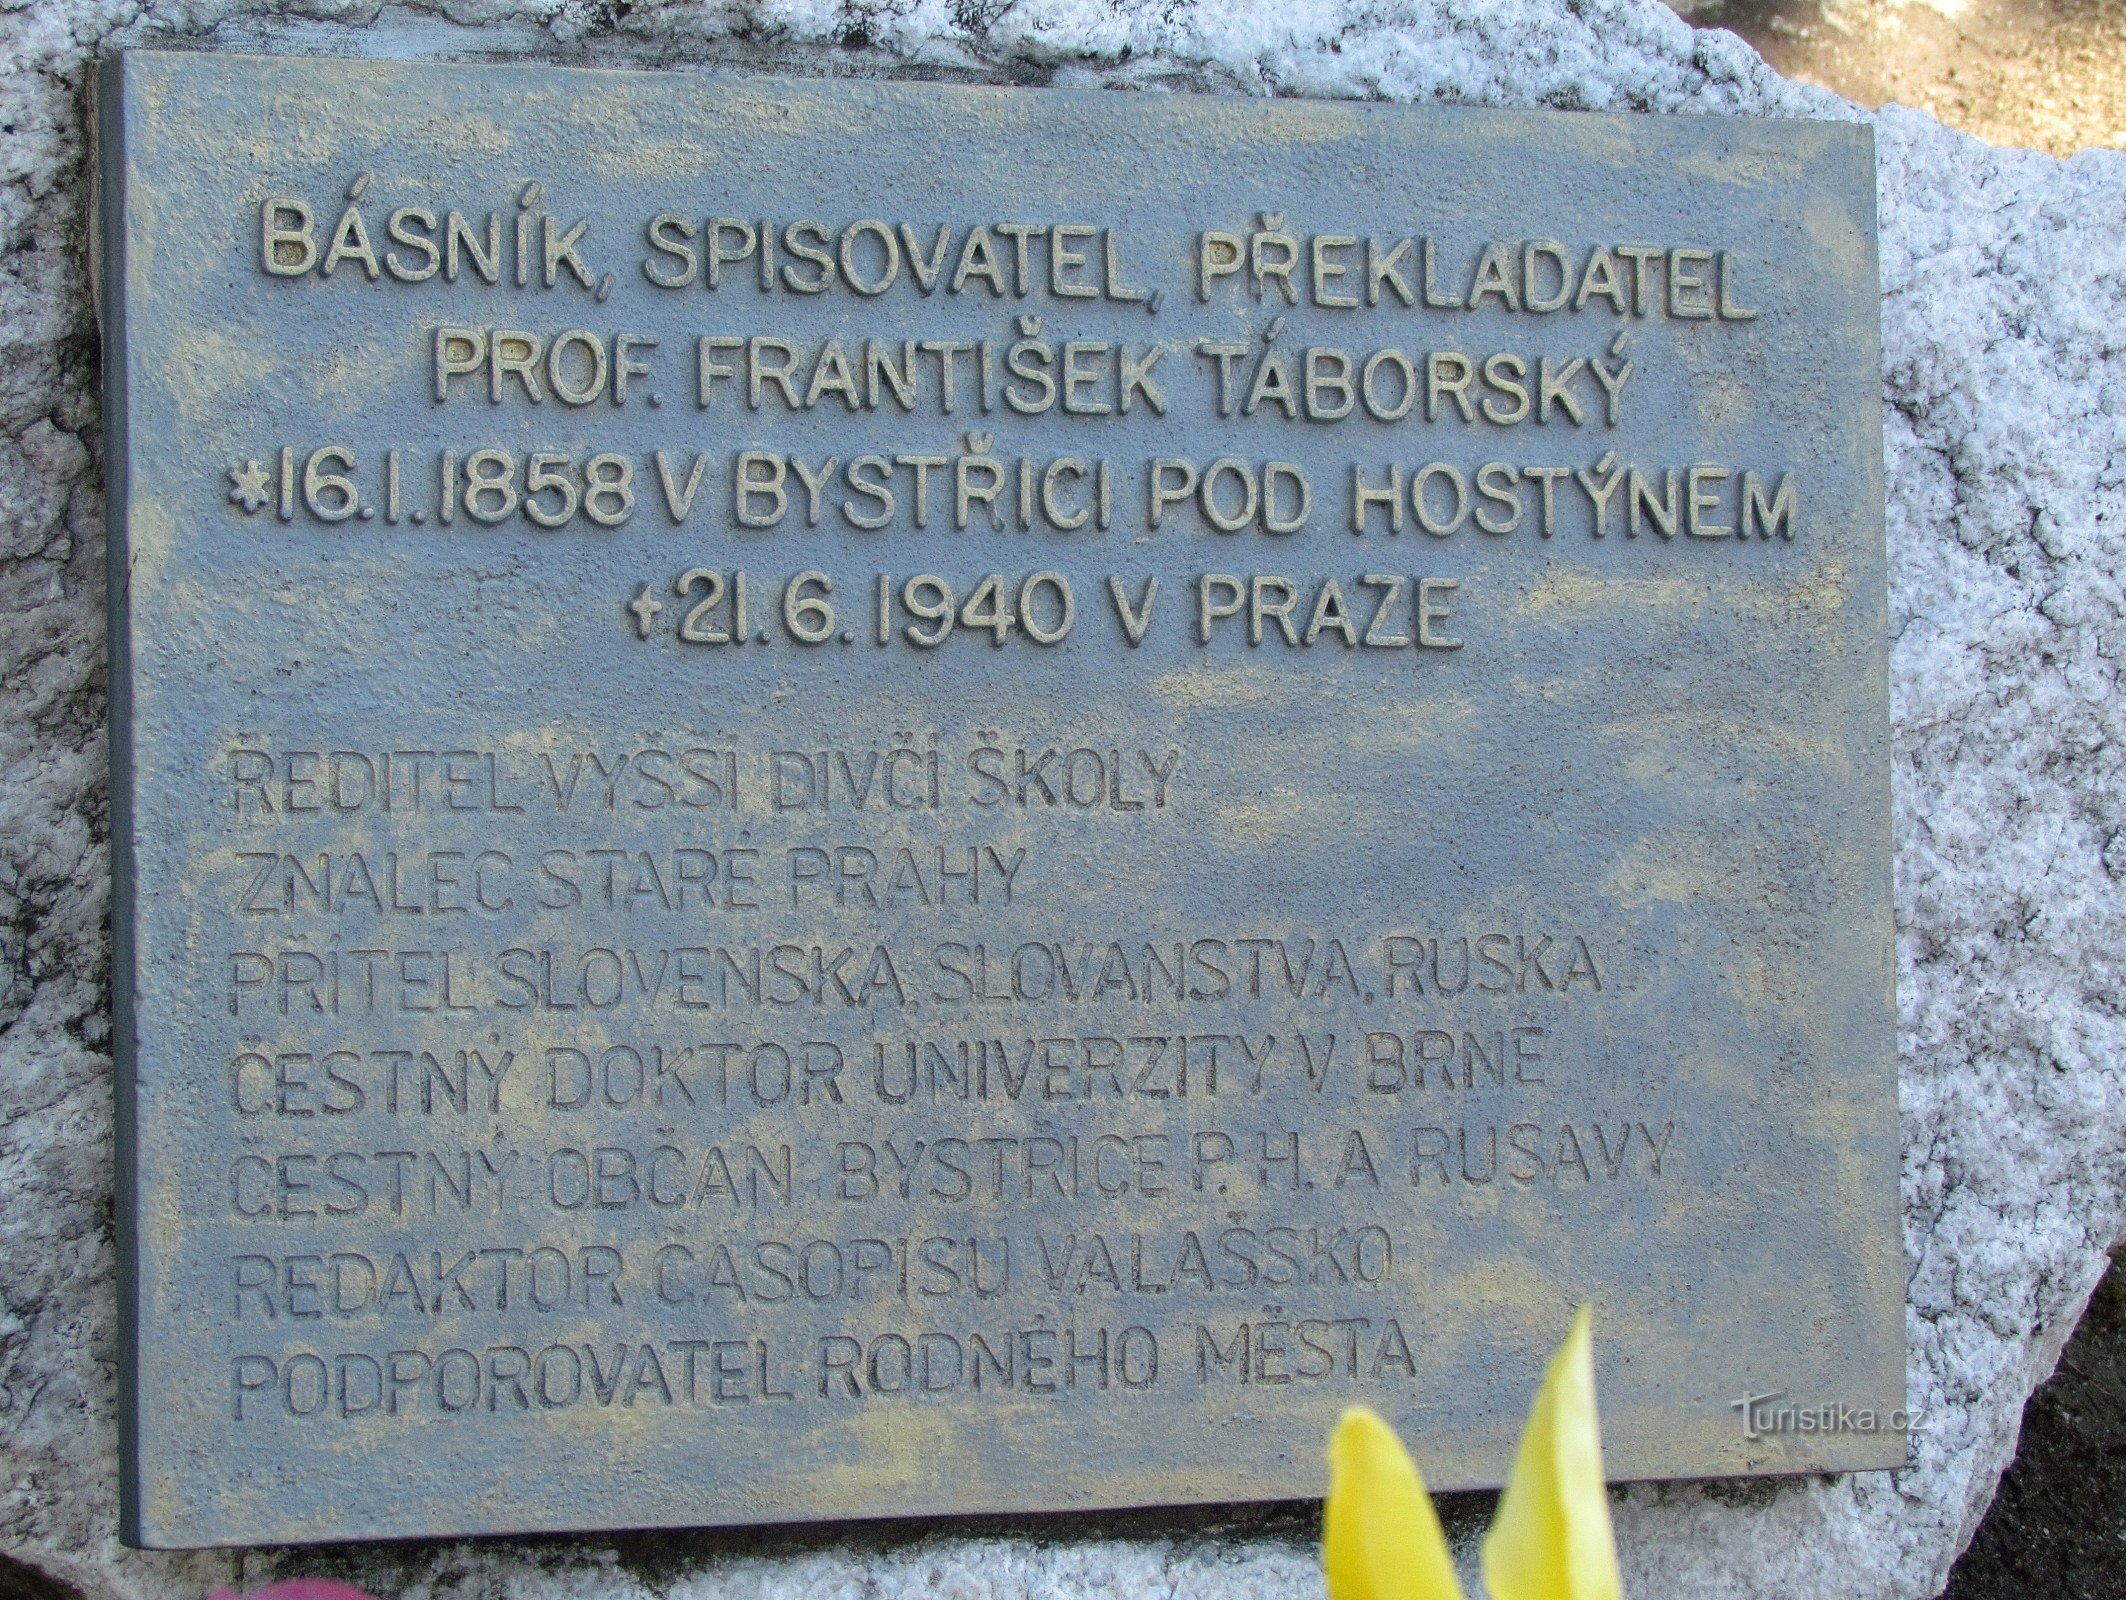 BÁSNÍK, SPISOVATEL, PŘEKLADATEL
PROF. FRANTIŠEK TÁBORSKÝ
*16.1.1858 V BYSTŘICI POD HOSTÝNEM
+21.6.1940 V PRAZE
ŘEDITEL VYŠŠÍ DÍVČÍ ŠKOLY
ZNALEC STARÉ PRAHY
PŘÍTEL SLOVENSKA, SLOVANSTVA, RUSKA
ČESTNÝ DOKTOR UNIVERZITY V BRNĚ
ČESTNÝ OBČAN BYSTŘICE P. H. A RUSAVY
REDAKTOR ČASOPISU VALAŠSKO
PODPOROVATEL RODNÉHO MĚSTA
Turistika.cz